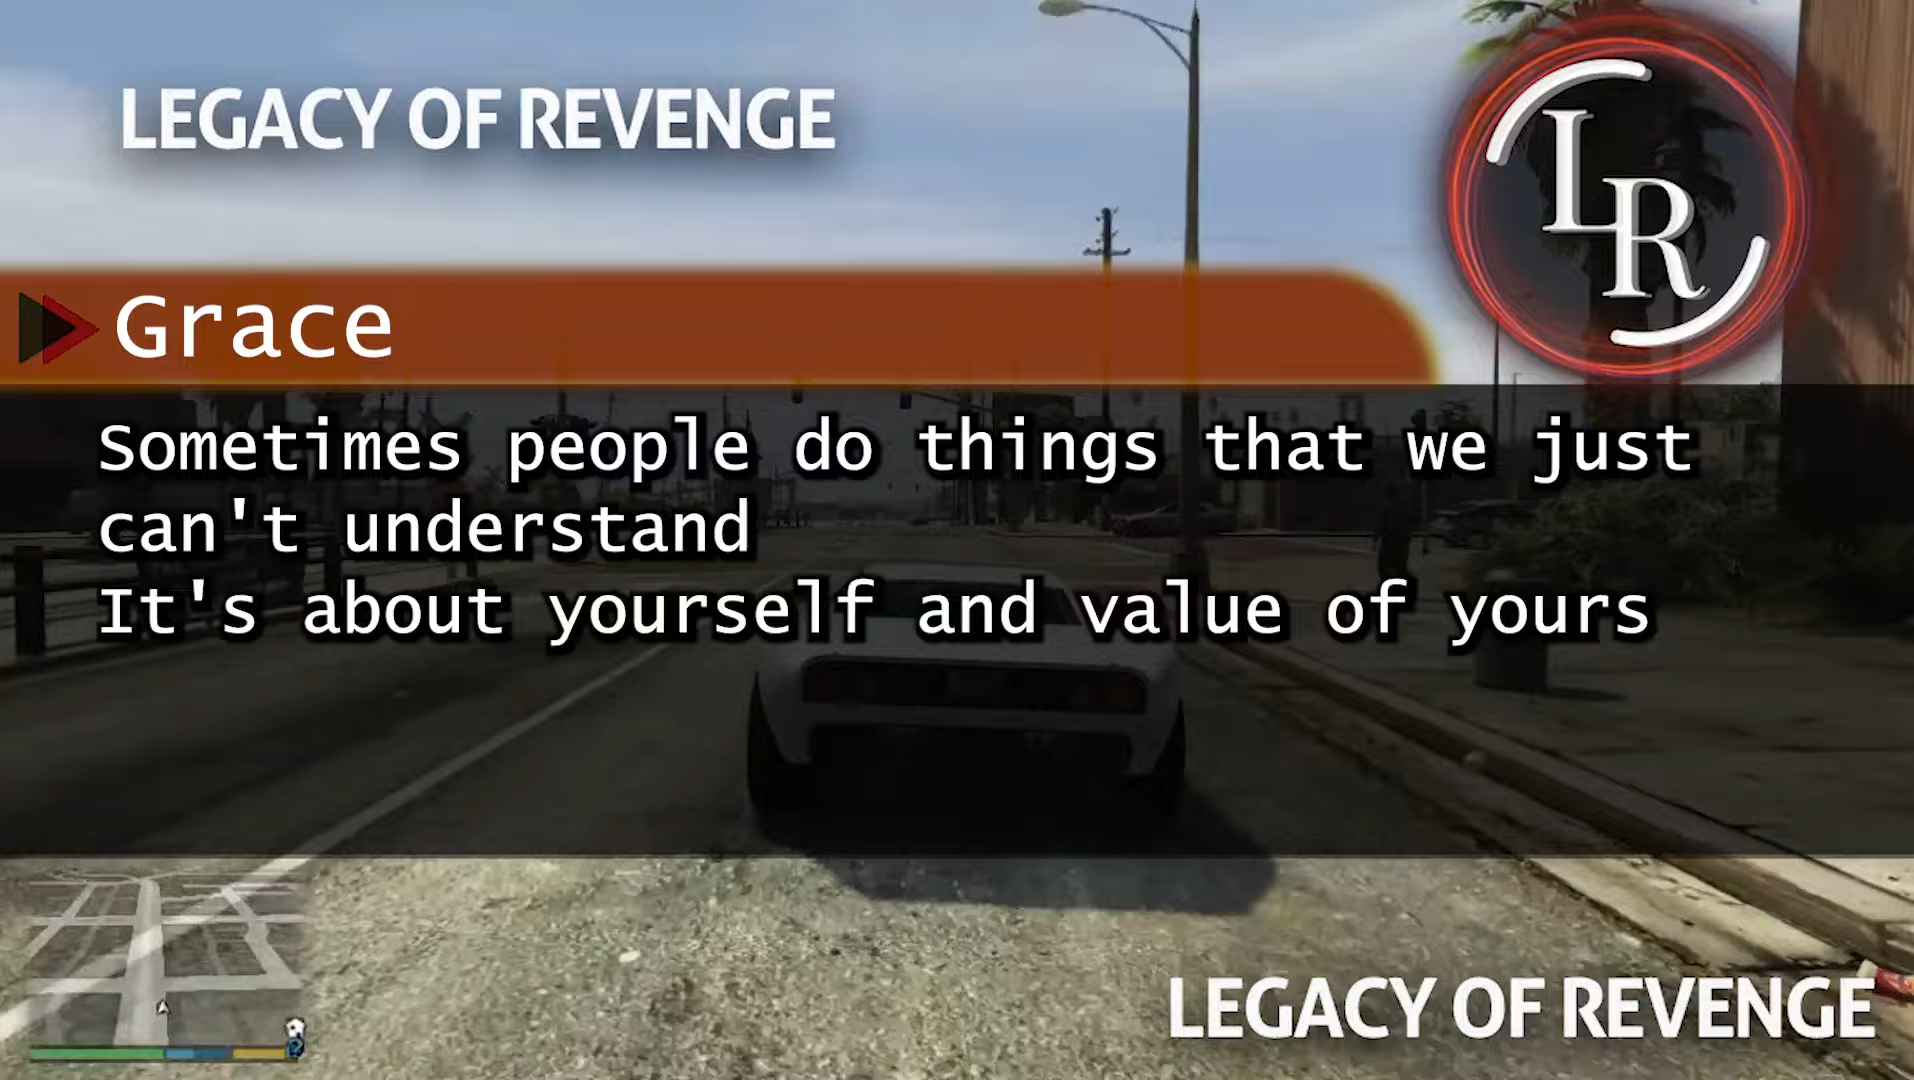 LEGACY OF REVENGE
LR
Grace
Sometimes people do things that we just
can't understand
It's about yourself and value of yours
LEGACY OF REVENGE